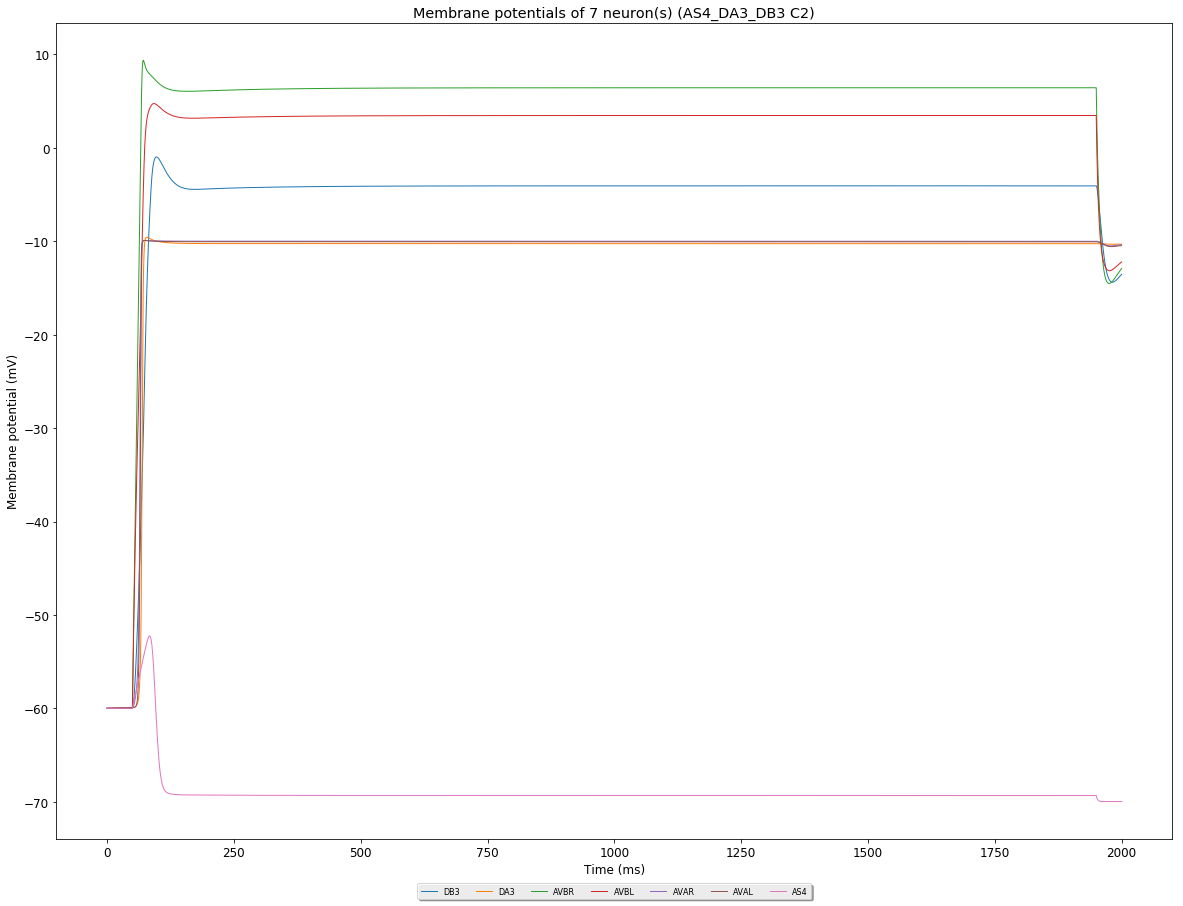 Membrane potentials of 7 neuron(s) (AS4_DA3_DB3 C2)
10
0
−10
−20
−30
−40
−50
−60
−70
Membrane potential (mV)
0 250 500 750 1000 1250 1500 1750 2000
Time (ms)
DB3 DA3 AVBR AVBL AVAR AVAL AS4